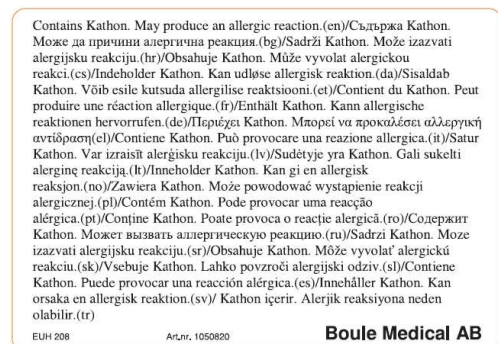 Contains Kathon. May produce an allergic reaction.(en)/Съдържа Kathon.
Може да причини алергична реакция.(bg)/Sadrži Kathon. Može izazvati
alergijsku reakciju.(hr)/Obsahuje Kathon. Může vyvolat alergickou
reakci.(cs)/Indeholder Kathon. Kan udløse allergisk reaktion.(da)/Sisaldab
Kathon. Võib esile kutsuda allergilise reaktsiooni.(et)/Contient du Kathon. Peut
produire une réaction allergique.(fr)/Enthält Kathon. Kann allergische
reaktionen hervorrufen.(de)/Περιέχει Kathon. Μπορεί να προκαλέσει αλλεργική
αντίδραση(el)/Contiene Kathon. Può provocare una reazione allergica.(it)/Satur
Kathon. Var izraisīt alerģisku reakciju.(lv)/Sudėtyje yra Kathon. Gali sukelti
alerginę reakciją.(lt)/Inneholder Kathon. Kan gi en allergisk
reaksjon.(no)/Zawiera Kathon. Może powodować wystąpienie reakcji
alergicznej.(pl)/Contém Kathon. Pode provocar uma reacção
alérgica.(pt)/Conține Kathon. Poate provoca o reacție alergică.(ro)/Содержит
Kathon. Может вызвать аллергическую реакцию.(ru)/Sadrzi Kathon. Moze
izazvati alergijsku reakciju.(sr)/Obsahuje Kathon. Môže vyvolať alergickú
reakciu.(sk)/Vsebuje Kathon. Lahko povzroči alergijski odziv.(sl)/Contiene
Kathon. Puede provocar una reacción alérgica.(es)/Innehåller Kathon. Kan
orsaka en allergisk reaktion.(sv)/ Kathon içerir. Alerjik reaksiyona neden
olabilir.(tr)
EUH 208 Art.nr. 1050820 Boule Medical AB